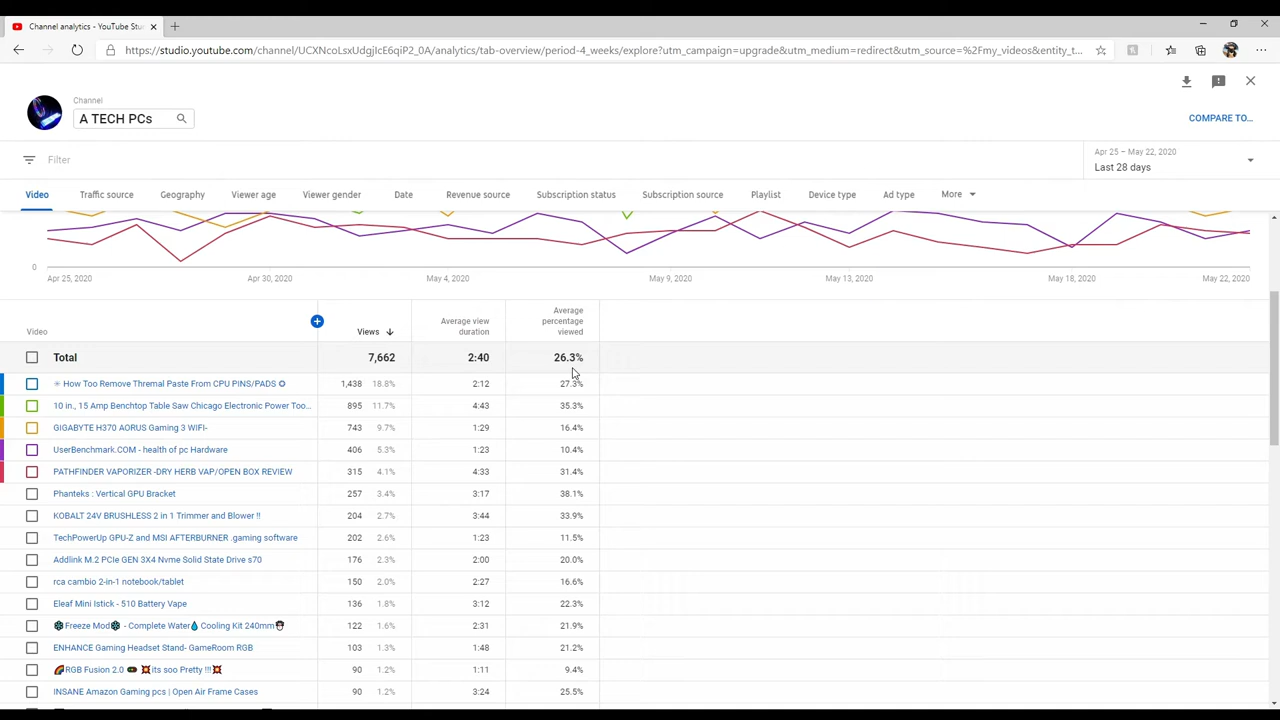 Channel analytics - YouTube Stu
https://studio.youtube.com/channel/UCXNcoLsxUdgjIcE6qiP2_0A/analytics/tab-overview/period-4_weeks/explore?utm_campaign=upgrade&utm_medium=redirect&utm_source=%2Fmy_videos&entity_t...
Channel
A TECH PCs
COMPARE TO...
Filter
Apr 25 – May 22, 2020
Last 28 days
Video Traffic source Geography Viewer age Viewer gender Date Revenue source Subscription status Subscription source Playlist Device type Ad type More
0
Apr 25, 2020 Apr 30, 2020 May 4, 2020 May 9, 2020 May 13, 2020 May 18, 2020 May 22, 2020
Video Views Average view duration Average percentage viewed
Total 7,662 2:40 26.3%
☀ How Too Remove Thremal Paste From CPU PINS/PADS ✪ 1,438 18.8% 2:12 27.3%
10 in., 15 Amp Benchtop Table Saw Chicago Electronic Power Too... 895 11.7% 4:43 35.3%
GIGABYTE H370 AORUS Gaming 3 WIFI- 743 9.7% 1:29 16.4%
UserBenchmark.COM - health of pc Hardware 406 5.3% 1:23 10.4%
PATHFINDER VAPORIZER -DRY HERB VAP/OPEN BOX REVIEW 315 4.1% 4:33 31.4%
Phanteks : Vertical GPU Bracket 257 3.4% 3:17 38.1%
KOBALT 24V BRUSHLESS 2 in 1 Trimmer and Blower !! 204 2.7% 3:44 33.9%
TechPowerUp GPU-Z and MSI AFTERBURNER .gaming software 202 2.6% 1:23 11.5%
Addlink M.2 PCIe GEN 3X4 Nvme Solid State Drive s70 176 2.3% 2:00 20.0%
rca cambio 2-in-1 notebook/tablet 150 2.0% 2:27 16.6%
Eleaf Mini Istick - 510 Battery Vape 136 1.8% 3:12 22.3%
❄Freeze Mod❄ - Complete Water💧 Cooling Kit 240mm 122 1.6% 2:31 21.9%
ENHANCE Gaming Headset Stand- GameRoom RGB 103 1.3% 1:48 21.2%
🌈RGB Fusion 2.0 💥its soo Pretty !!!💥 90 1.2% 1:11 9.4%
INSANE Amazon Gaming pcs | Open Air Frame Cases 90 1.2% 3:24 25.5%